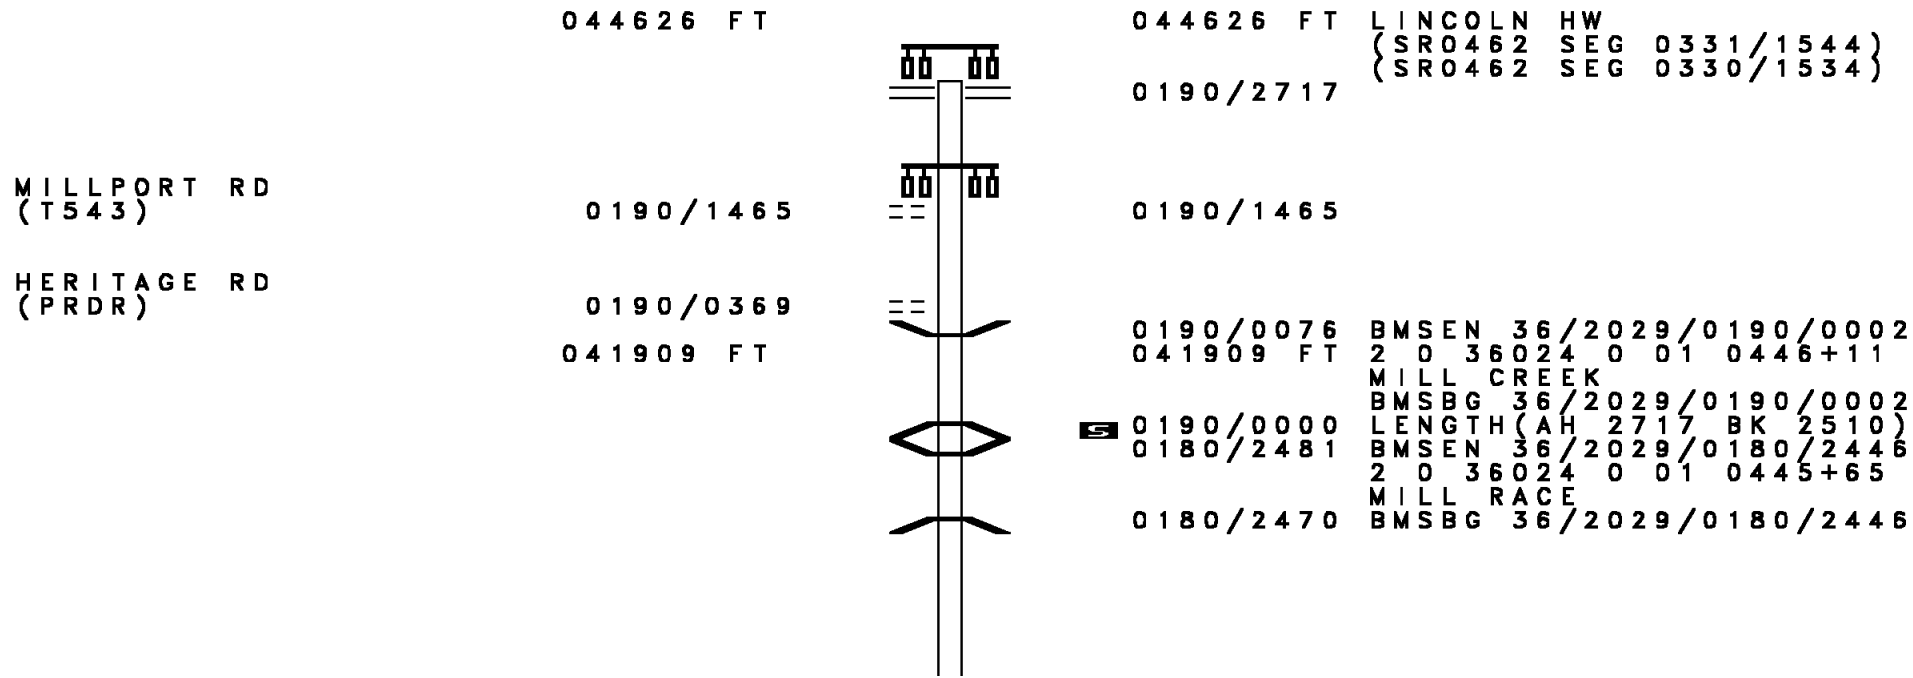 044626 FT 044626 FT LINCOLN HW
(SR0462 SEG 0331/1544)
(SR0462 SEG 0330/1534)
0190/2717
MILLPORT RD
(T543) 0190/1465 0190/1465
HERITAGE RD
(PRDR) 0190/0369
0190/0076 BMSEN 36/2029/0190/0002
041909 FT 041909 FT 2 0 36024 0 01 0446+11
MILL CREEK
BMSBG 36/2029/0190/0002
S 0190/0000 LENGTH(AH 2717 BK 2510)
0180/2481 BMSEN 36/2029/0180/2446
2 0 36024 0 01 0445+65
MILL RACE
0180/2470 BMSBG 36/2029/0180/2446